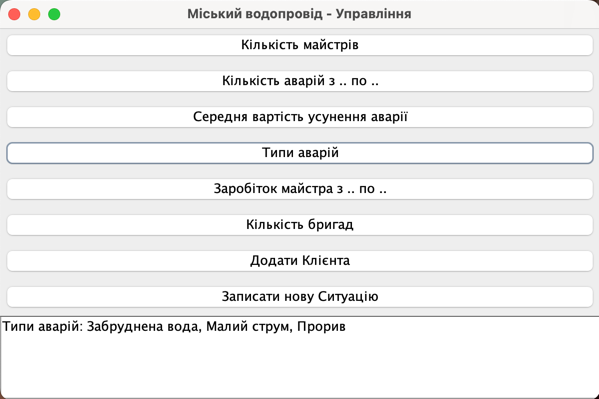 Міський водопровід - Управління
Кількість майстрів
Кількість аварій з .. по ..
Середня вартість усунення аварії
Типи аварій
Заробіток майстра з .. по ..
Кількість бригад
Додати Клієнта
Записати нову Ситуацію
Типи аварій: Забруднена вода, Малий струм, Прорив